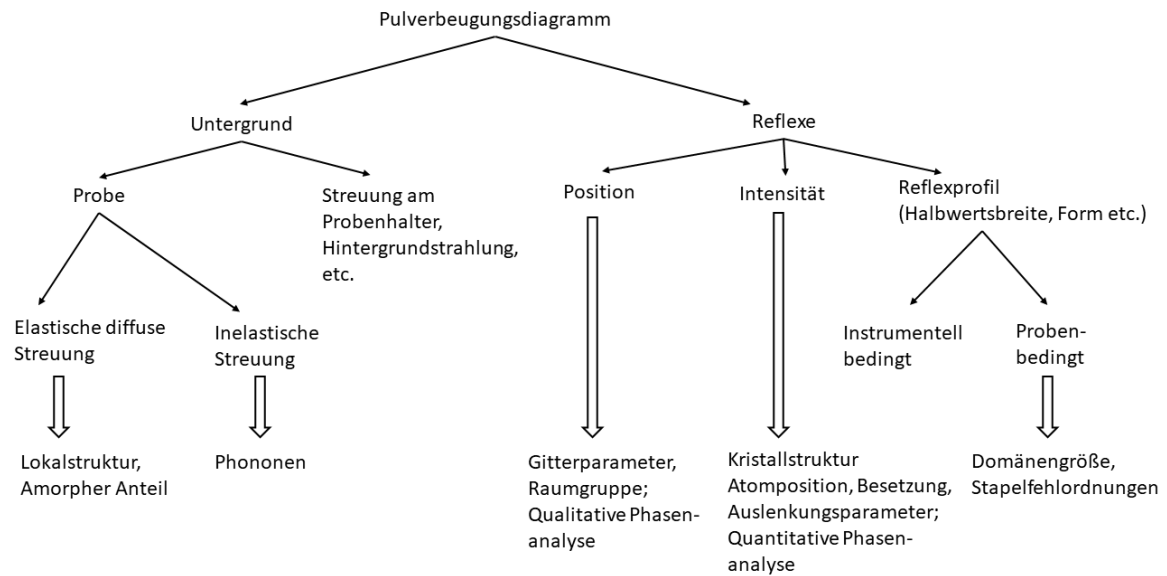 Pulverbeugungsdiagramm
Untergrund
Reflexe
Probe
Streuung am
Probenhalter,
Hintergrundstrahlung,
etc.
Position
Intensität
Reflexprofil
(Halbwertsbreite, Form etc.)
Elastische diffuse
Streuung
Inelastische
Streuung
Instrumentell
bedingt
Proben-
bedingt
Lokalstruktur,
Amorpher Anteil
Phononen
Gitterparameter,
Raumgruppe;
Qualitative Phasen-
analyse
Kristallstruktur
Atomposition, Besetzung,
Auslenkungsparameter;
Quantitative Phasen-
analyse
Domänengröße,
Stapelfehlordnungen